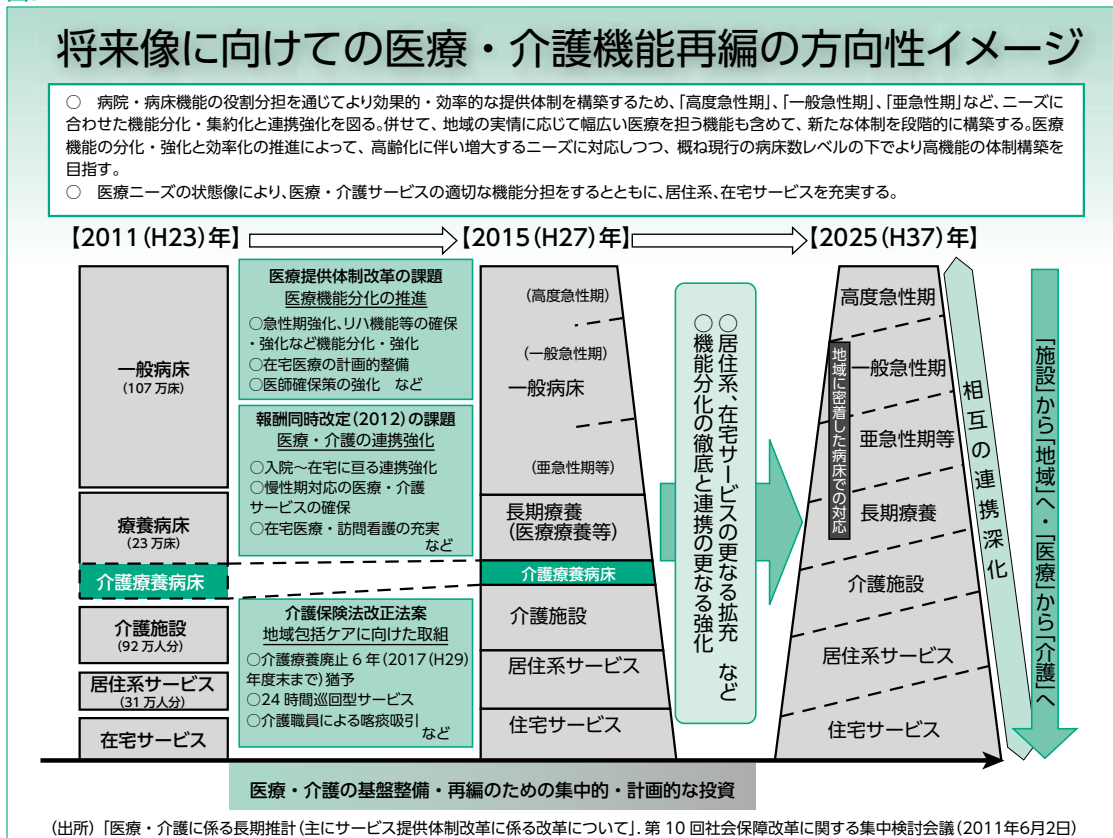 将来像に向けての医療・介護機能再編の方向性イメージ
○　病院・病床機能の役割分担を通じてより効果的・効率的な提供体制を構築するため、「高度急性期」、「一般急性期」、「亜急性期」など、ニーズに
合わせた機能分化・集約化と連携強化を図る。併せて、地域の実情に応じて幅広い医療を担う機能も含めて、新たな体制を段階的に構築する。医療
機能の分化・強化と効率化の推進によって、高齢化に伴い増大するニーズに対応しつつ、概ね現行の病床数レベルの下でより高機能の体制構築を
目指す。
○　医療ニーズの状態像により、医療・介護サービスの適切な機能分担をするとともに、居住系、在宅サービスを充実する。
【2011(H23)年】
【2015(H27)年】
【2025(H37)年】
一般病床
(107万床)
療養病床
(23万床)
介護療養病床
介護施設
(92万人分)
居住系サービス
(31万人分)
在宅サービス
医療提供体制改革の課題
医療機能分化の推進
○急性期強化、リハ機能等の確保
・強化など機能分化・強化
○在宅医療の計画的整備
○医師確保策の強化　など
報酬同時改定(2012)の課題
医療・介護の連携強化
○入院～在宅に亘る連携強化
○慢性期対応の医療・介護
サービスの確保
○在宅医療・訪問看護の充実
など
介護保険法改正法案
地域包括ケアに向けた取組
○介護療養廃止6年(2017(H29)
年度末まで)猶予
○24時間巡回型サービス
○介護職員による喀痰吸引
など
(高度急性期)
(一般急性期)
一般病床
(亜急性期等)
長期療養
(医療療養等)
介護療養病床
介護施設
居住系サービス
住宅サービス
○居住系、在宅サービスの更なる拡充　など
○機能分化の徹底と連携の更なる強化
高度急性期
一般急性期
亜急性期等
長期療養
介護施設
居住系サービス
住宅サービス
地域に密着した病床での対応
相互の連携深化
「施設」から「地域」へ・「医療」から「介護」へ
医療・介護の基盤整備・再編のための集中的・計画的な投資
(出所)「医療・介護に係る長期推計(主にサービス提供体制改革に係る改革について」. 第10回社会保障改革に関する集中検討会議(2011年6月2日)